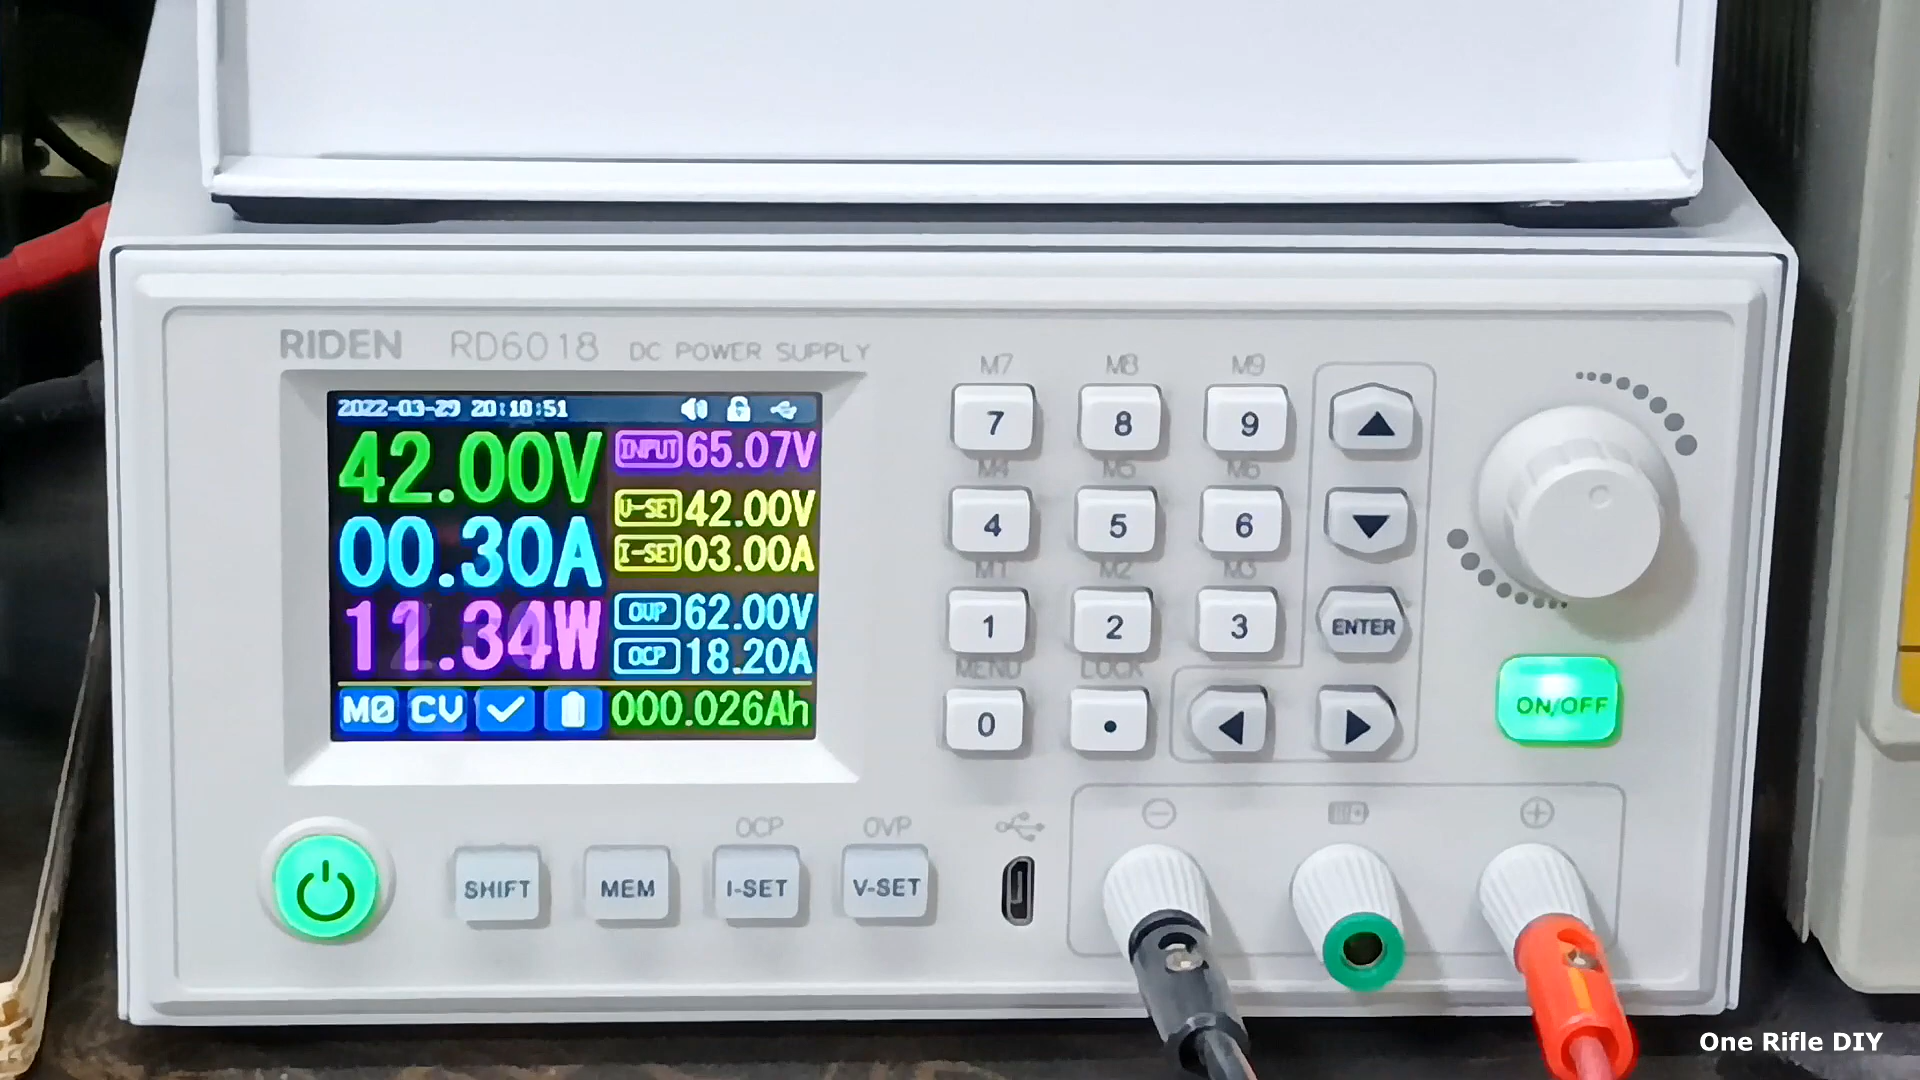 RIDEN RD6018 DC POWER SUPPLY
2022-03-29 20:10:51
42.00V
00.30A
11.34W
INPUT 65.07V
V-SET 42.00V
I-SET 03.00A
OVP 62.00V
OCP 18.20A
M0 CV 000.026Ah
M7 M8 M9
7 8 9
M4 M5 M6
4 5 6
M1 M2 M3
1 2 3
ENTER
MENU LOCK
0 .
ON/OFF
OCP OVP
SHIFT MEM I-SET V-SET
One Rifle DIY